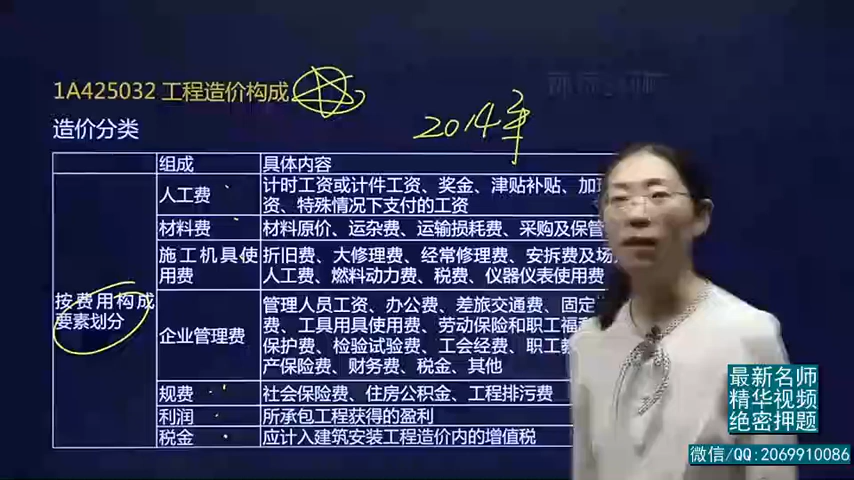 1A425032 工程造价构成
2014年
造价分类
组成 具体内容
按费用构成
要素划分
人工费
计时工资或计件工资、奖金、津贴补贴、加
资、特殊情况下支付的工资
材料费 材料原价、运杂费、运输损耗费、采购及保管
施工机具使
用费
折旧费、大修理费、经常修理费、安拆费及场
人工费、燃料动力费、税费、仪器仪表使用费
企业管理费
管理人员工资、办公费、差旅交通费、固定
费、工具用具使用费、劳动保险和职工福
保护费、检验试验费、工会经费、职工教
产保险费、财务费、税金、其他
规费 社会保险费、住房公积金、工程排污费
利润 所承包工程获得的盈利
税金 应计入建筑安装工程造价内的增值税
最新名师
精华视频
绝密押题
微信/QQ:2069910086